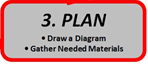 3. PLAN
• Draw a Diagram
• Gather Needed Materials